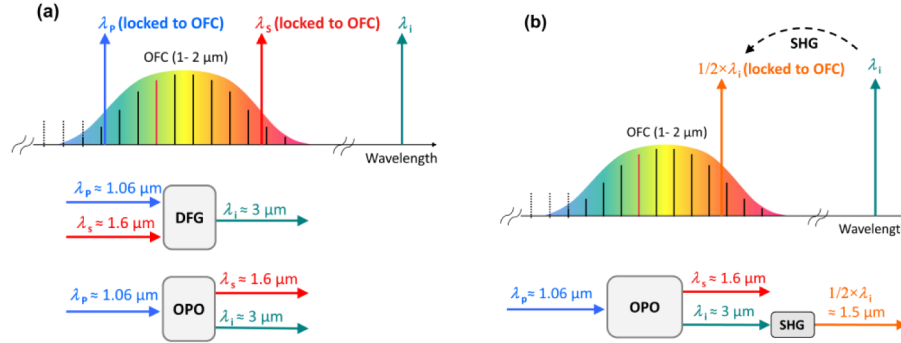 (a)
λP (locked to OFC)
λS (locked to OFC)
λi
OFC (1- 2 μm)
Wavelength
λP ≈ 1.06 μm
λs ≈ 1.6 μm
DFG
λi ≈ 3 μm
λP ≈ 1.06 μm
OPO
λs ≈ 1.6 μm
λi ≈ 3 μm
(b)
SHG
1/2×λi (locked to OFC)
λi
OFC (1- 2 μm)
Wavelengt
λP ≈ 1.06 μm
OPO
λs ≈ 1.6 μm
λi ≈ 3 μm
SHG
1/2×λi
≈ 1.5 μm